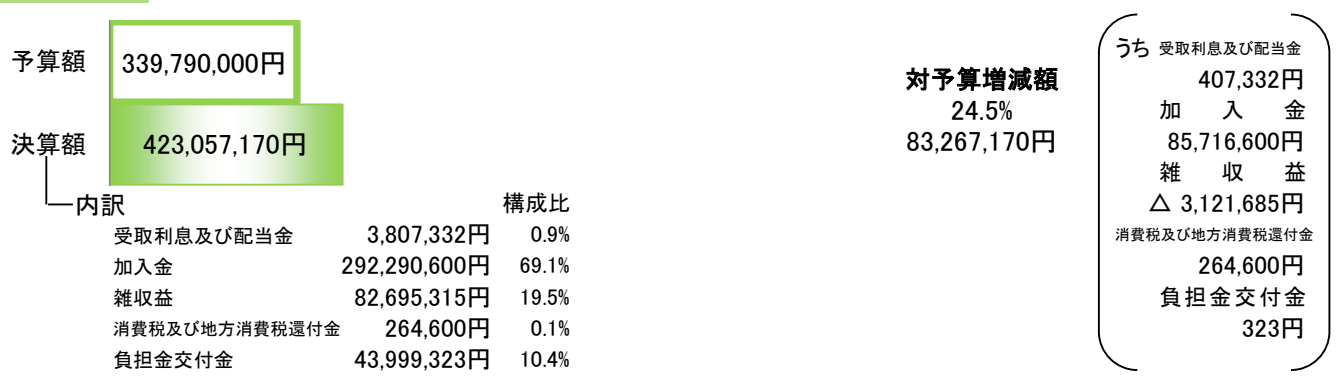 予算額 339,790,000円
決算額 423,057,170円
内訳 構成比
受取利息及び配当金 3,807,332円 0.9%
加入金 292,290,600円 69.1%
雑収益 82,695,315円 19.5%
消費税及び地方消費税還付金 264,600円 0.1%
負担金交付金 43,999,323円 10.4%
対予算増減額
24.5%
83,267,170円
うち 受取利息及び配当金
407,332円
加入金
85,716,600円
雑収益
△ 3,121,685円
消費税及び地方消費税還付金
264,600円
負担金交付金
323円